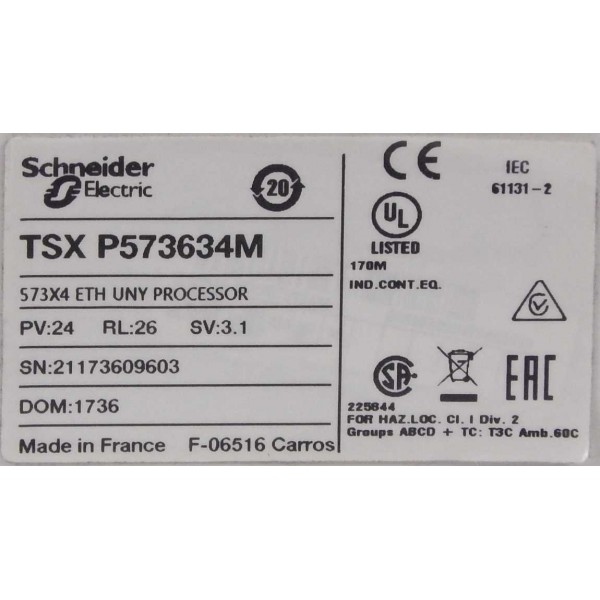 Schneider
Electric
20
TSX P573634M
573X4 ETH UNY PROCESSOR
PV:24 RL:26 SV:3.1
SN:21173609603
DOM:1736
Made in France F-06516 Carros
CE
IEC
61131-2
UL
LISTED
170M
IND.CONT.EQ.
SA
EAC
225844
FOR HAZ.LOC. Cl. I Div. 2
Groups ABCD + TC: T3C Amb.60C